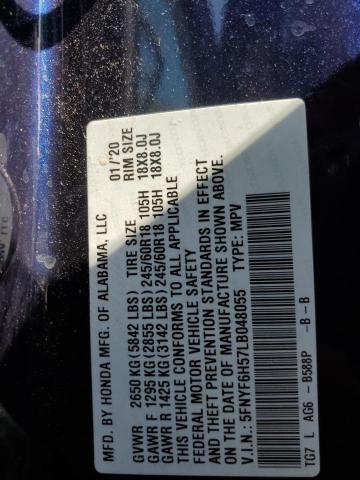 MFD. BY HONDA MFG. OF ALABAMA, LLC 01/20
TIRE SIZE RIM SIZE
GVWR 2650 KG (5842 LBS)
GAWR F 1295 KG (2855 LBS) 245/60R18 105H 18X8.0J
GAWR R 1425 KG (3142 LBS) 245/60R18 105H 18X8.0J
THIS VEHICLE CONFORMS TO ALL APPLICABLE
FEDERAL MOTOR VEHICLE SAFETY
AND THEFT PREVENTION STANDARDS IN EFFECT
ON THE DATE OF MANUFACTURE SHOWN ABOVE.
V.I.N.: 5FNYF6H57LB048055 TYPE: MPV
TG7 L AG6 - B588P -B - B